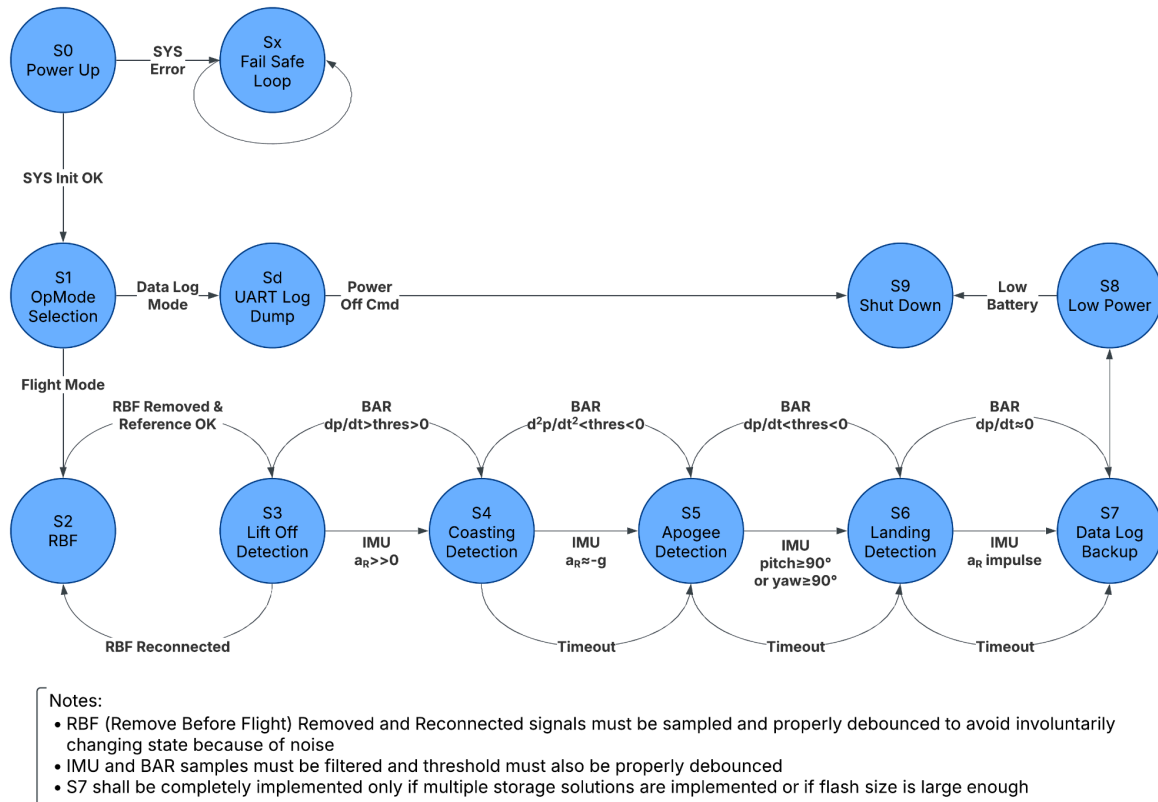 S0
Power Up
SYS
Error
Sx
Fail Safe
Loop
SYS Init OK
S1
OpMode
Selection
Data Log
Mode
Sd
UART Log
Dump
Power
Off Cmd
S9
Shut Down
Low
Battery
S8
Low Power
Flight Mode
RBF Removed &
Reference OK
BAR
dp/dt>thres>0
BAR
d²p/dt²<thres<0
BAR
dp/dt<thres<0
BAR
dp/dt≈0
S2
RBF
S3
Lift Off
Detection
IMU
aR>>0
S4
Coasting
Detection
IMU
aR≈-g
S5
Apogee
Detection
IMU
pitch≥90°
or yaw≥90°
S6
Landing
Detection
IMU
aR impulse
S7
Data Log
Backup
RBF Reconnected
Timeout
Timeout
Timeout
Notes:
• RBF (Remove Before Flight) Removed and Reconnected signals must be sampled and properly debounced to avoid involuntarily
changing state because of noise
• IMU and BAR samples must be filtered and threshold must also be properly debounced
• S7 shall be completely implemented only if multiple storage solutions are implemented or if flash size is large enough